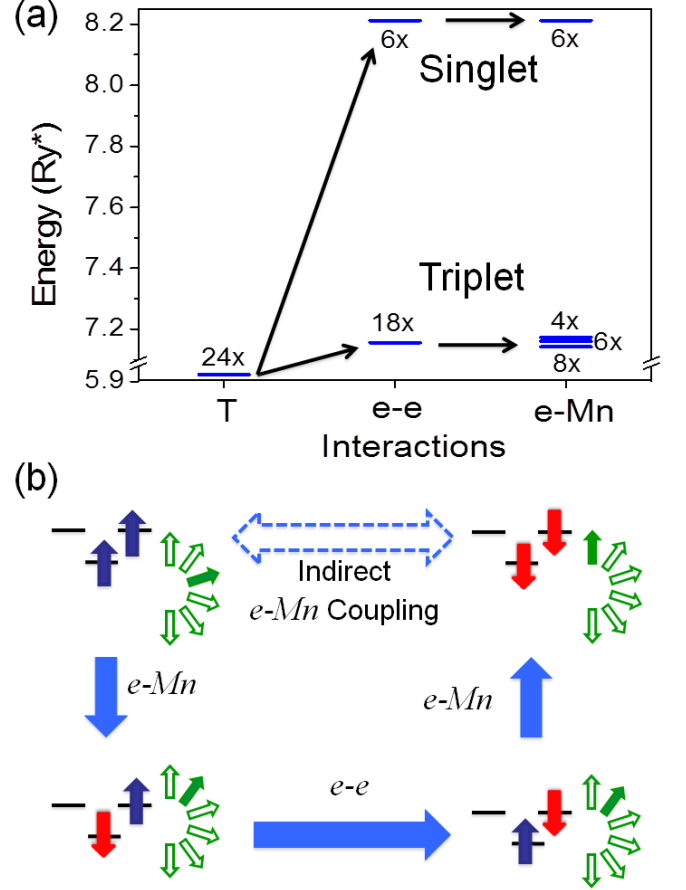 (a)
8.2
8.0
7.8
7.6
7.4
7.2
5.9
Energy (Ry*)
6x
6x
Singlet
Triplet
24x
18x
4x
6x
8x
T
e-e
e-Mn
Interactions
(b)
Indirect
e-Mn Coupling
e-Mn
e-Mn
e-e